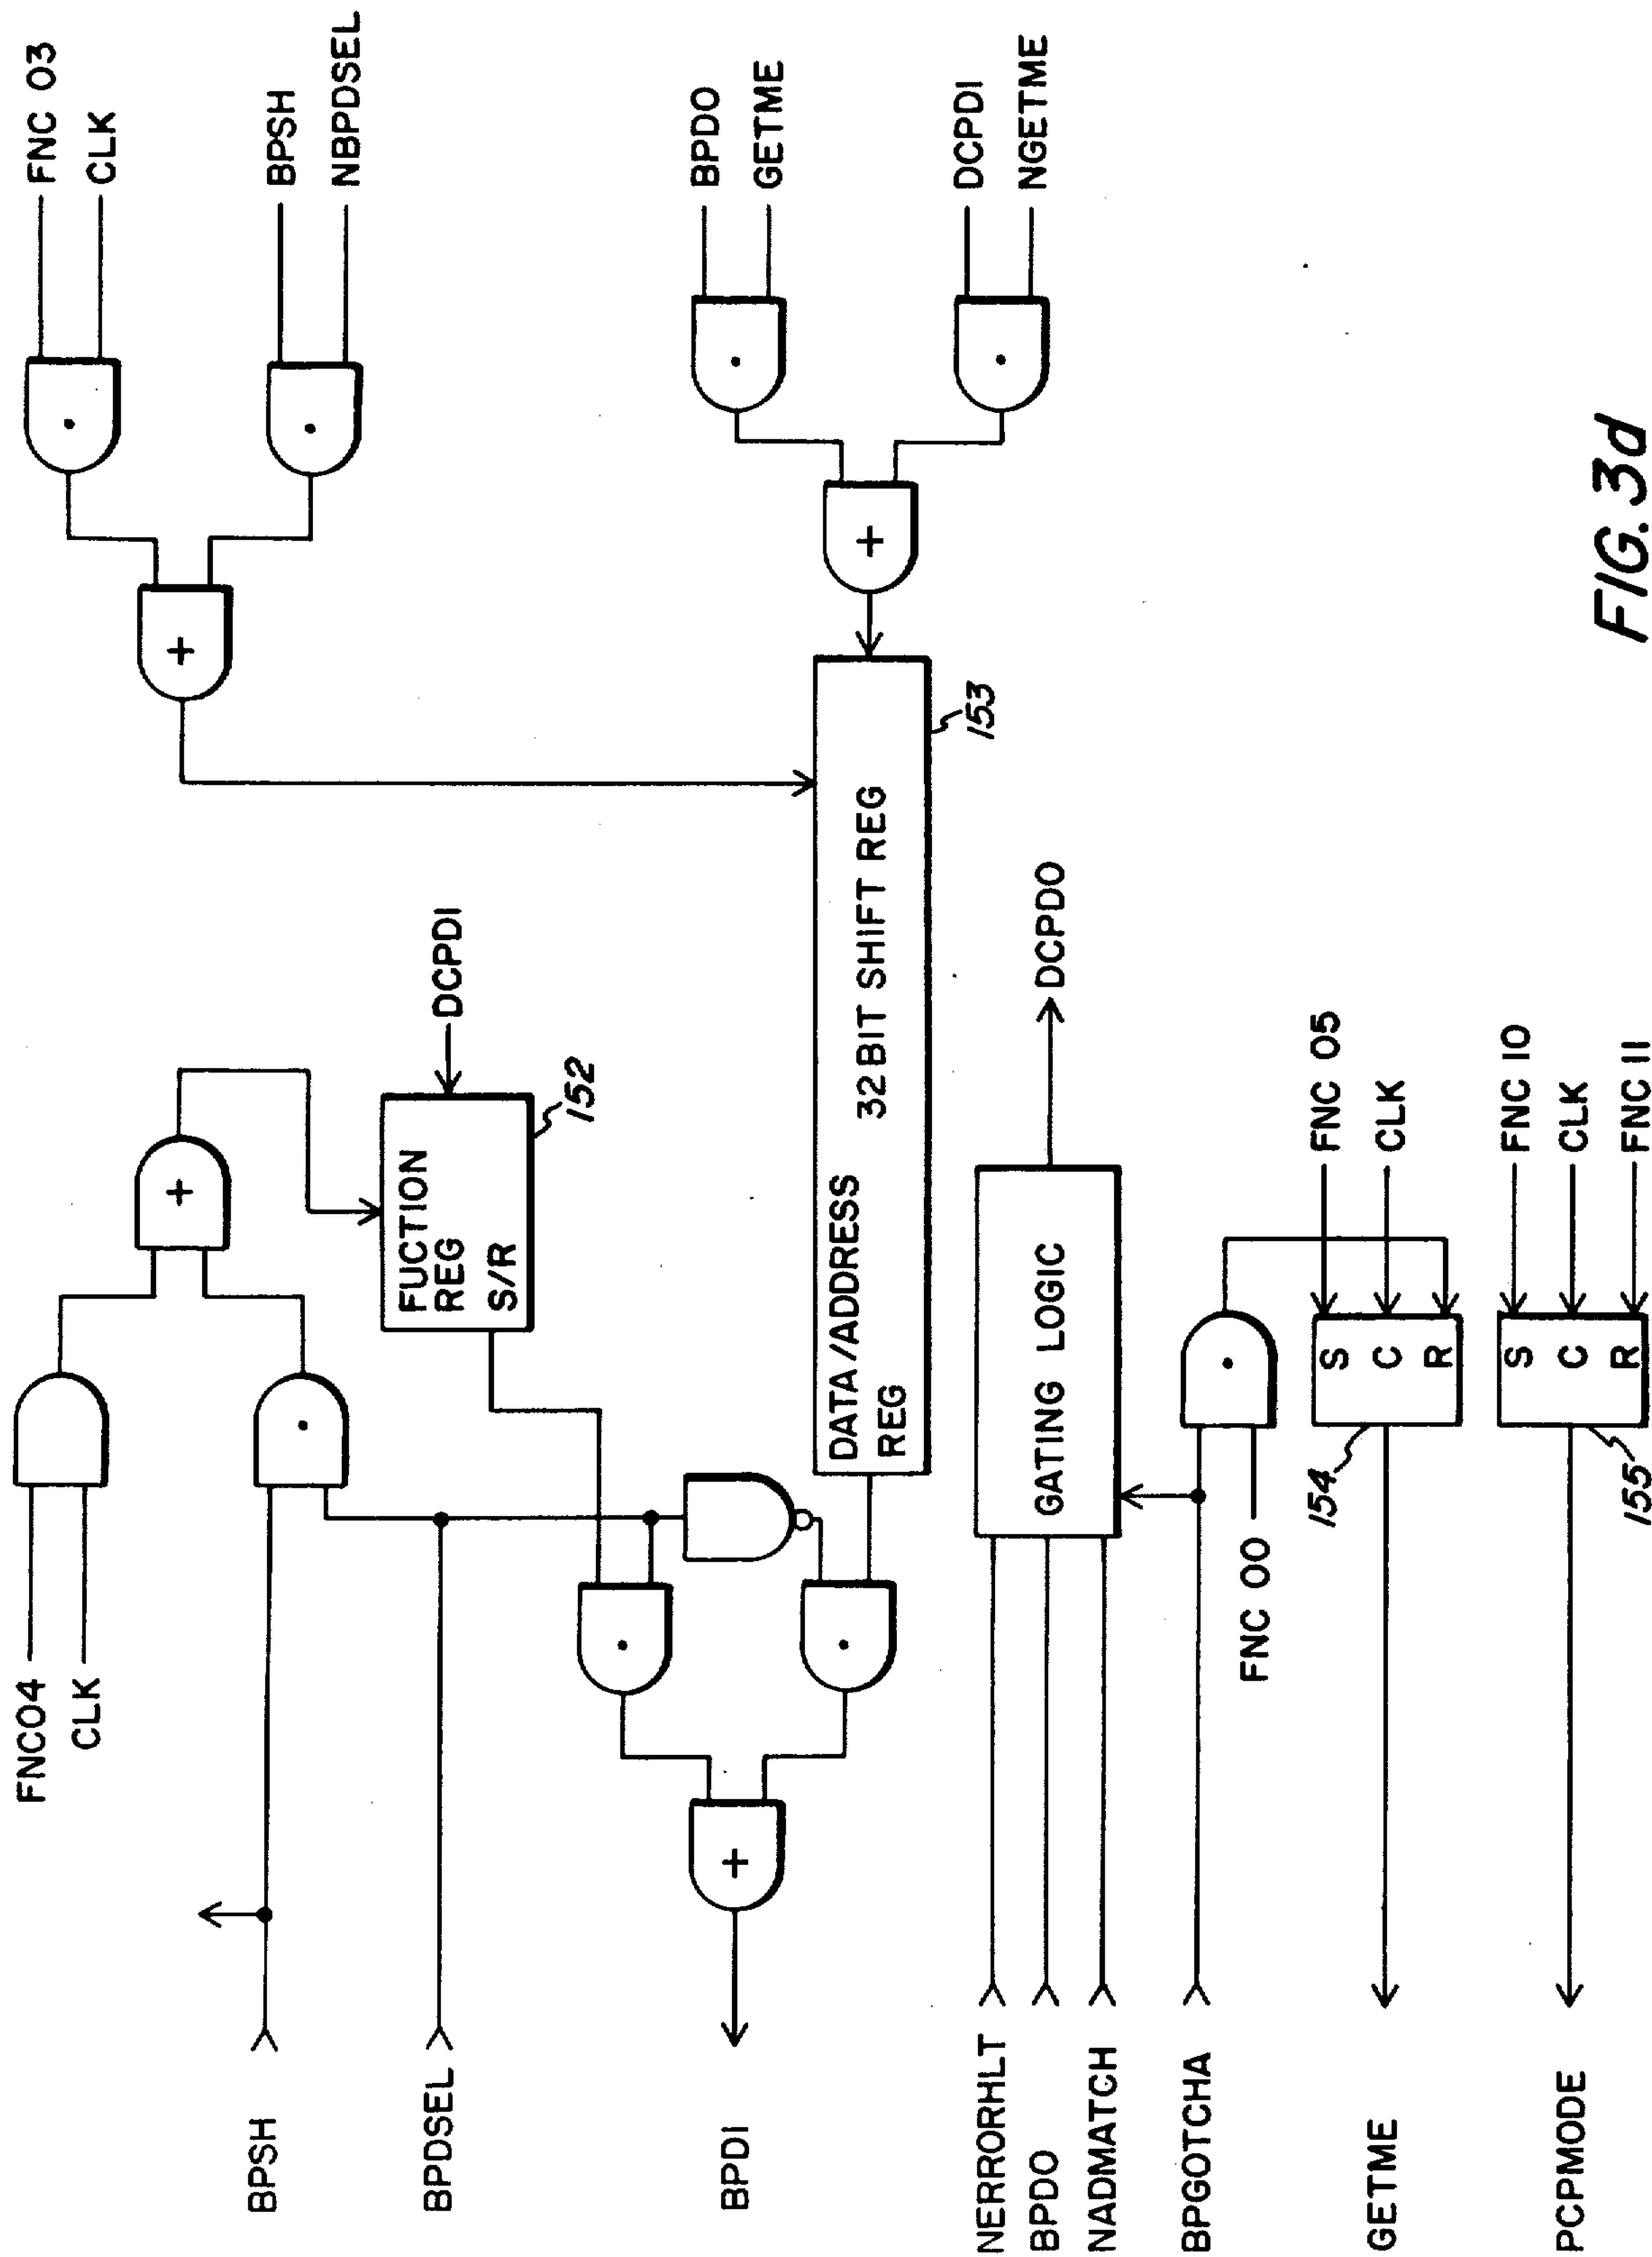 FNC04
CLK
BPSH
BPDSEL
BPDI
FUCTION
REG
S/R
152
DCPDI
FNC 03
CLK
BPSH
NBPDSEL
BPDO
GETME
DCPDI
NGETME
+
+
+
+
DATA/ADDRESS
REG
32 BIT SHIFT REG
153
NERRORHLT
BPDO
NADMATCH
BPGOTCHA
GATING LOGIC
DCPDO
FNC 00
GETME
154
S
C
R
FNC 05
CLK
PCPMODE
155
S
C
R
FNC 10
CLK
FNC 11
FIG. 3d